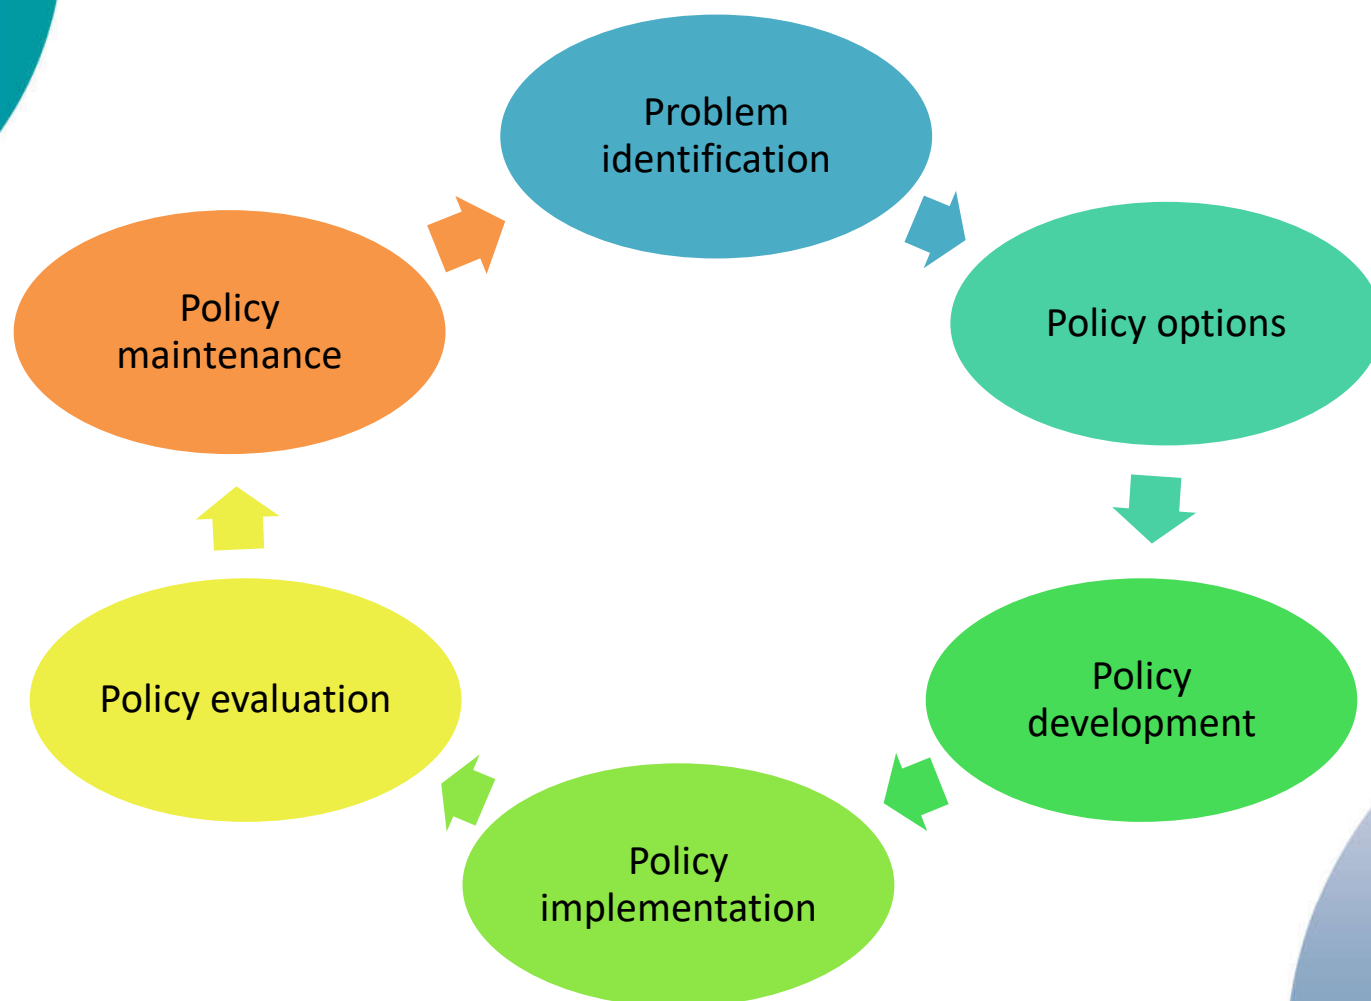 Problem
identification
Policy options
Policy
development
Policy
implementation
Policy evaluation
Policy
maintenance